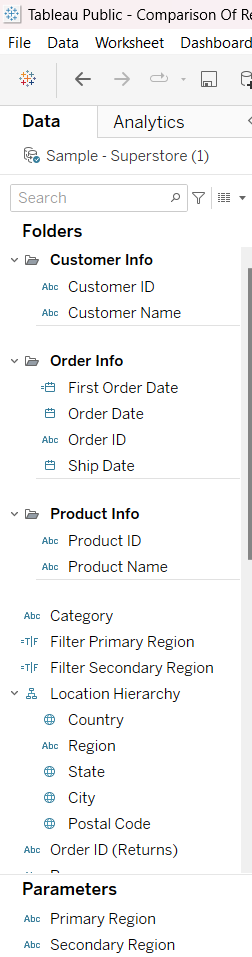 Tableau Public - Comparison Of Re
File Data Worksheet Dashboard
Data Analytics
Sample - Superstore (1)
Search
Folders
Customer Info
Abc Customer ID
Abc Customer Name
Order Info
First Order Date
Order Date
Abc Order ID
Ship Date
Product Info
Abc Product ID
Abc Product Name
Abc Category
=T|F Filter Primary Region
=T|F Filter Secondary Region
Location Hierarchy
Country
Abc Region
State
City
Postal Code
Abc Order ID (Returns)
Parameters
Abc Primary Region
Abc Secondary Region